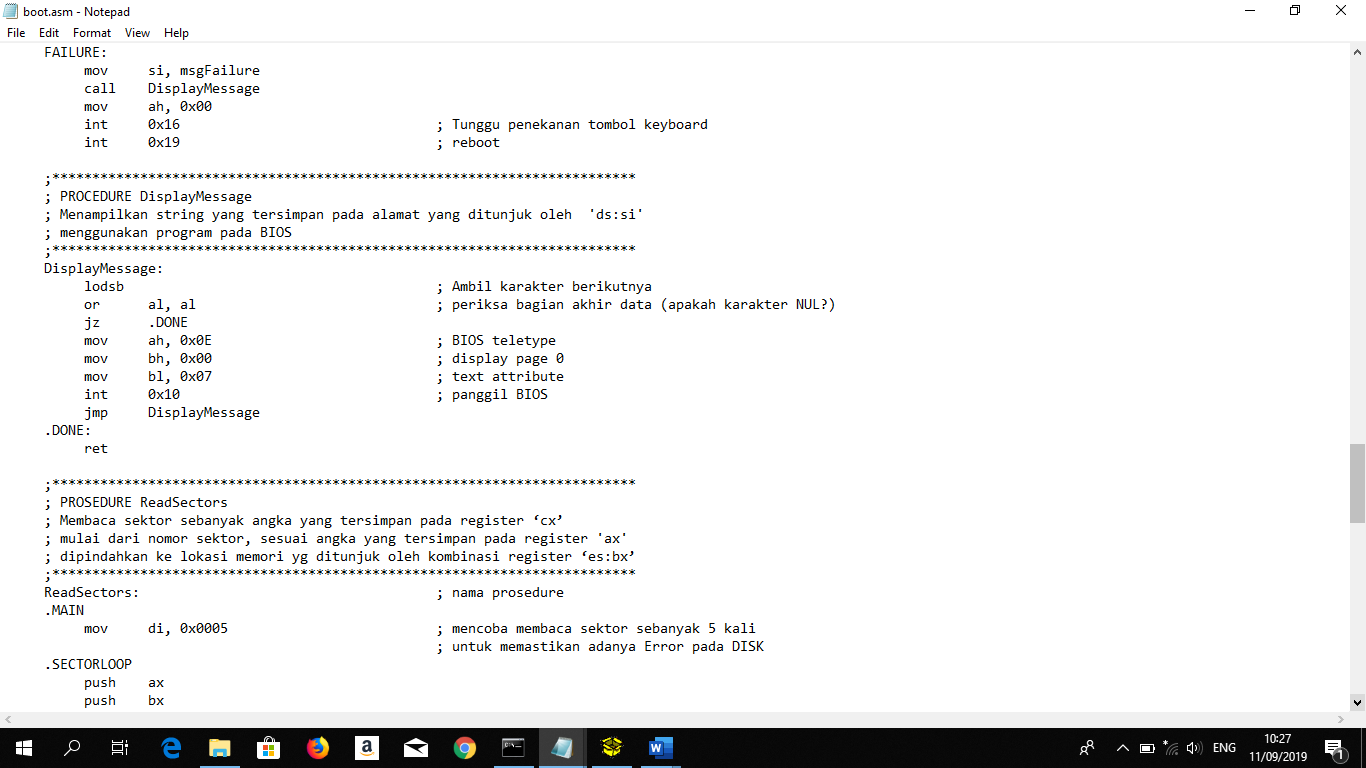 boot.asm - Notepad
File Edit Format View Help
FAILURE:
mov si, msgFailure
call DisplayMessage
mov ah, 0x00
int 0x16 ; Tunggu penekanan tombol keyboard
int 0x19 ; reboot
;*************************************************************************
; PROCEDURE DisplayMessage
; Menampilkan string yang tersimpan pada alamat yang ditunjuk oleh  'ds:si'
; menggunakan program pada BIOS
;*************************************************************************
DisplayMessage:
lodsb ; Ambil karakter berikutnya
or al, al ; periksa bagian akhir data (apakah karakter NUL?)
jz .DONE
mov ah, 0x0E ; BIOS teletype
mov bh, 0x00 ; display page 0
mov bl, 0x07 ; text attribute
int 0x10 ; panggil BIOS
jmp DisplayMessage
.DONE:
ret
;*************************************************************************
; PROSEDURE ReadSectors
; Membaca sektor sebanyak angka yang tersimpan pada register ‘cx’
; mulai dari nomor sektor, sesuai angka yang tersimpan pada register 'ax'
; dipindahkan ke lokasi memori yg ditunjuk oleh kombinasi register ‘es:bx’
;*************************************************************************
ReadSectors: ; nama prosedure
.MAIN
mov di, 0x0005 ; mencoba membaca sektor sebanyak 5 kali
; untuk memastikan adanya Error pada DISK
.SECTORLOOP
push ax
push bx
ENG
10:27
11/09/2019